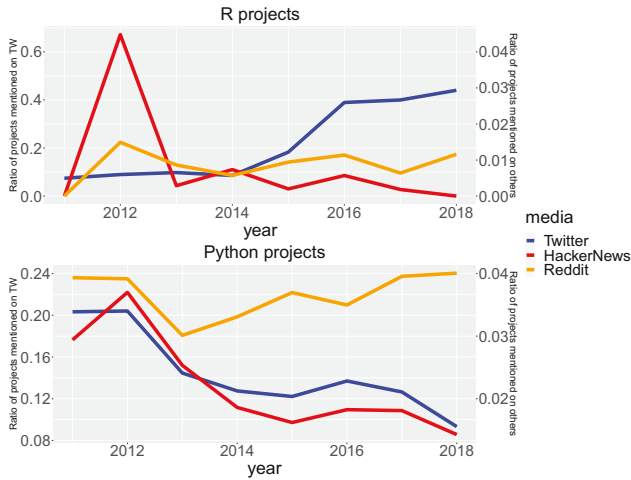 R projects
Ratio of projects mentioned on TW
0.6
0.4
0.2
0.0
0.04
0.03
0.02
0.01
0.00
Ratio of projects mentioned on others
2012
2014
2016
2018
year
media
Twitter
HackerNews
Reddit
Python projects
Ratio of projects mentioned on TW
0.24
0.20
0.16
0.12
0.08
0.04
0.03
0.02
Ratio of projects mentioned on others
2012
2014
2016
2018
year